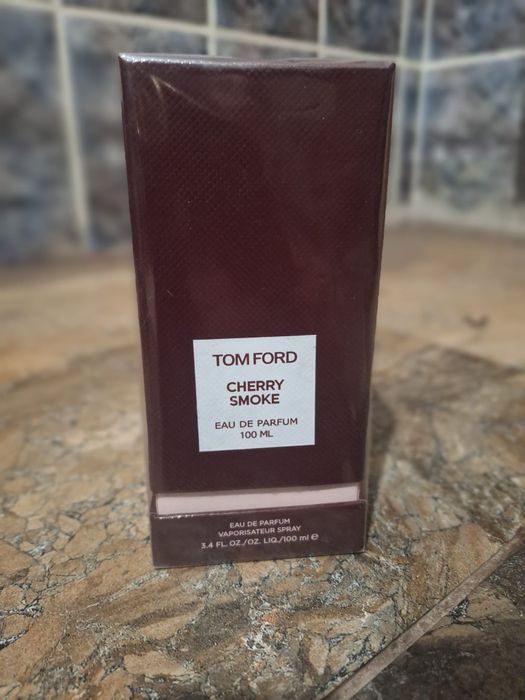 TOM FORD
CHERRY
SMOKE
EAU DE PARFUM
100 ML
EAU DE PARFUM
VAPORISATEUR SPRAY
3.4 FL. OZ./OZ. LIQ./100 ml ℮